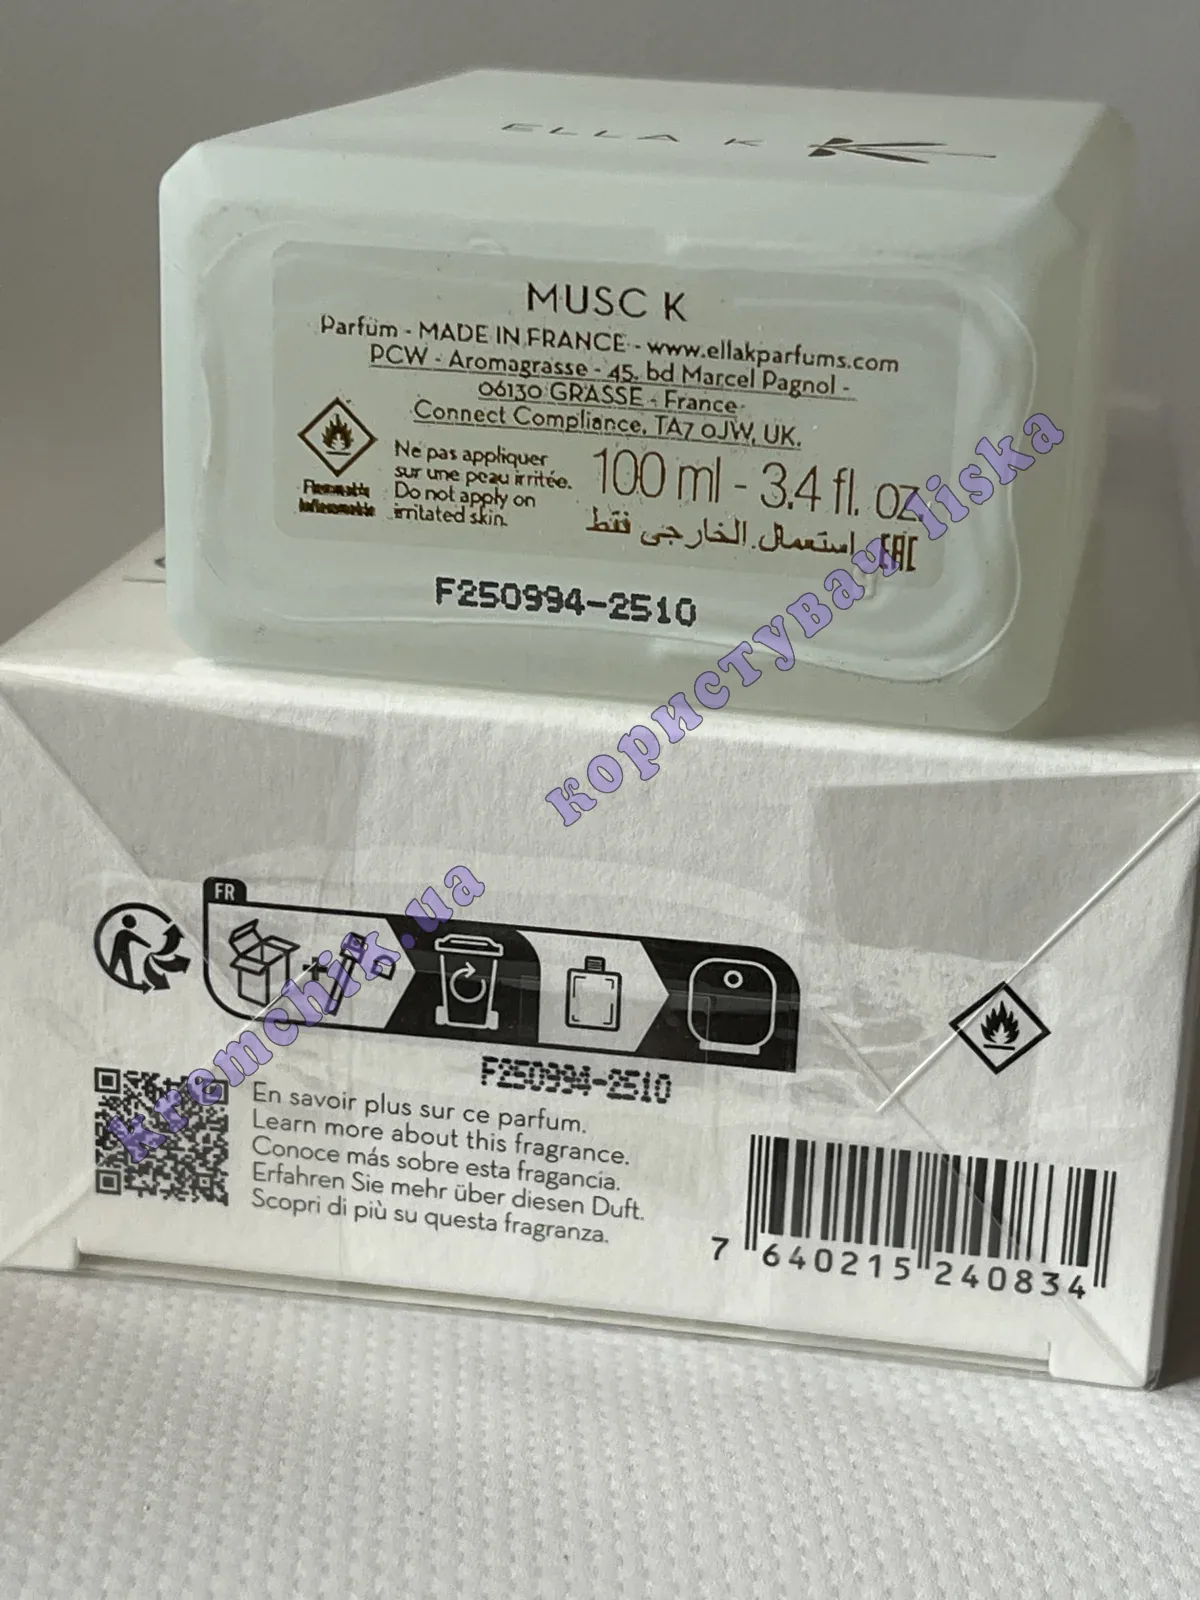 ELLA K
MUSC K
Parfum - MADE IN FRANCE - www.ellakparfums.com
PCW - Aromagrasse - 45, bd Marcel Pagnol -
06130 GRASSE - France
Connect Compliance, TA7 0JW, UK.
Ne pas appliquer
sur une peau irritée.
Do not apply on
irritated skin.
Flammable
Inflammable
100 ml - 3.4 fl. oz.
استعمال الخارجي فقط
EAC
F250994-2510
користувач liska
kremchik.ua
FR
F250994-2510
En savoir plus sur ce parfum.
Learn more about this fragrance.
Conoce más sobre esta fragancia.
Erfahren Sie mehr über diesen Duft.
Scopri di più su questa fragranza.
7 640215 240834